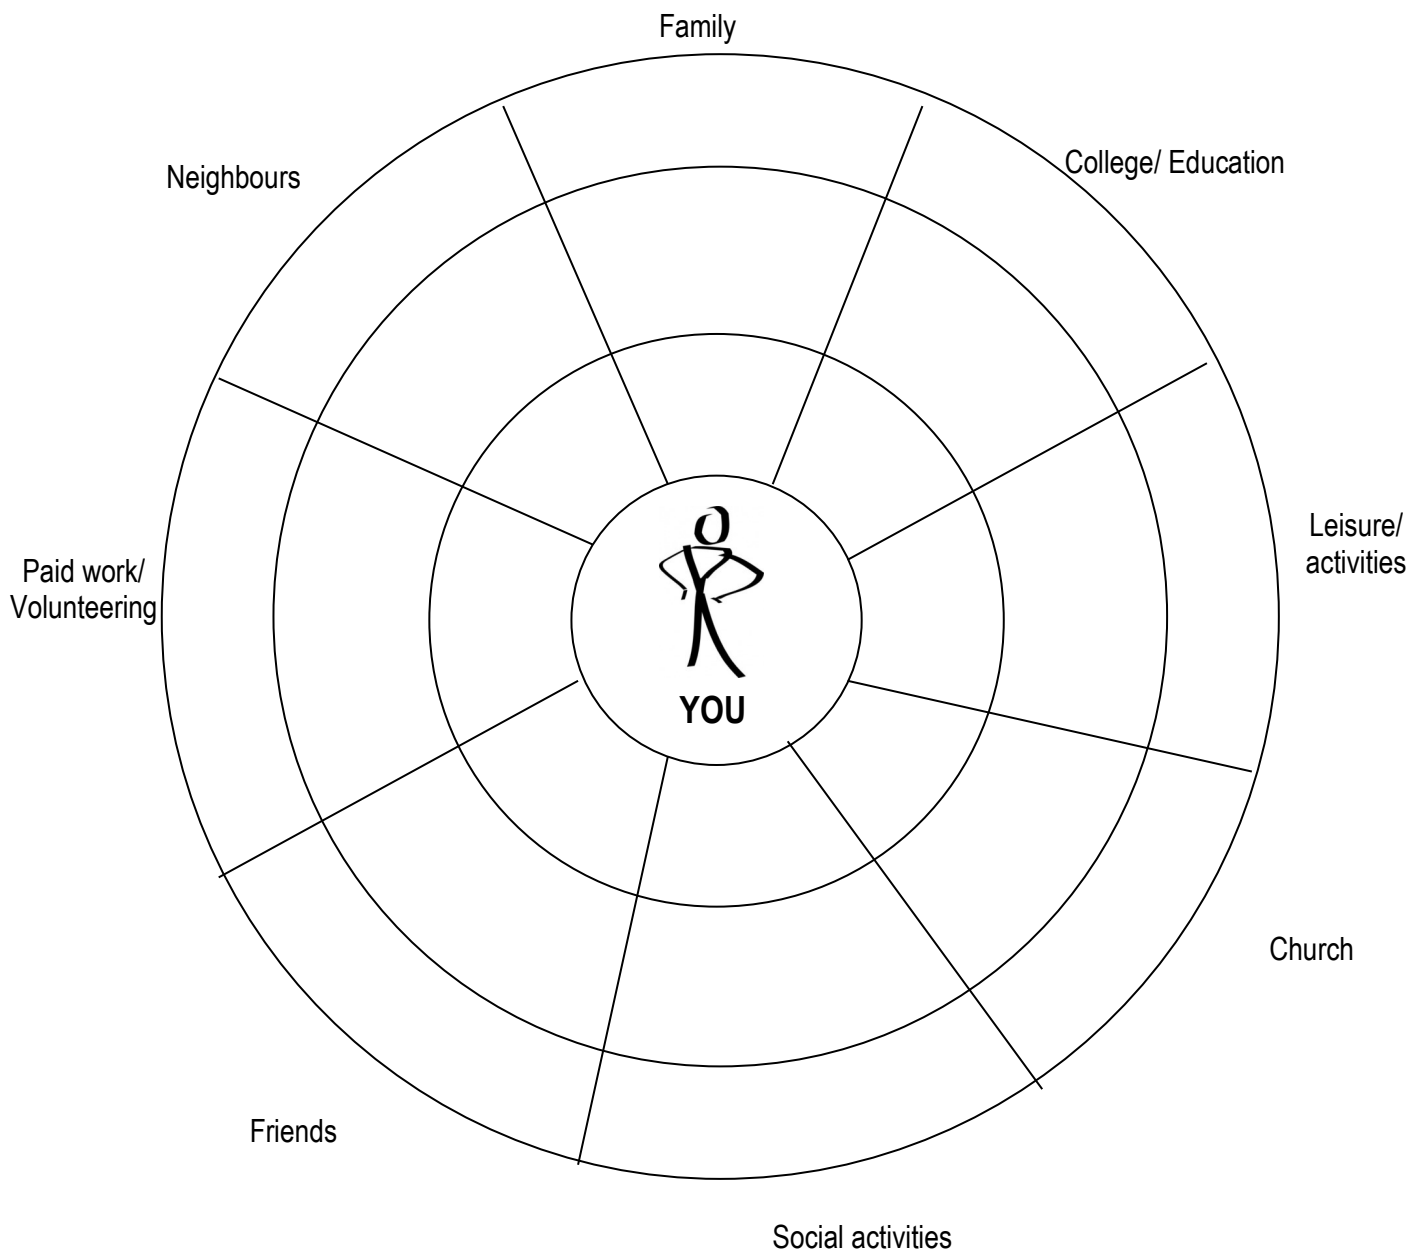 Family
Neighbours
College/ Education
Leisure/
activities
Paid work/
Volunteering
YOU
Church
Friends
Social activities